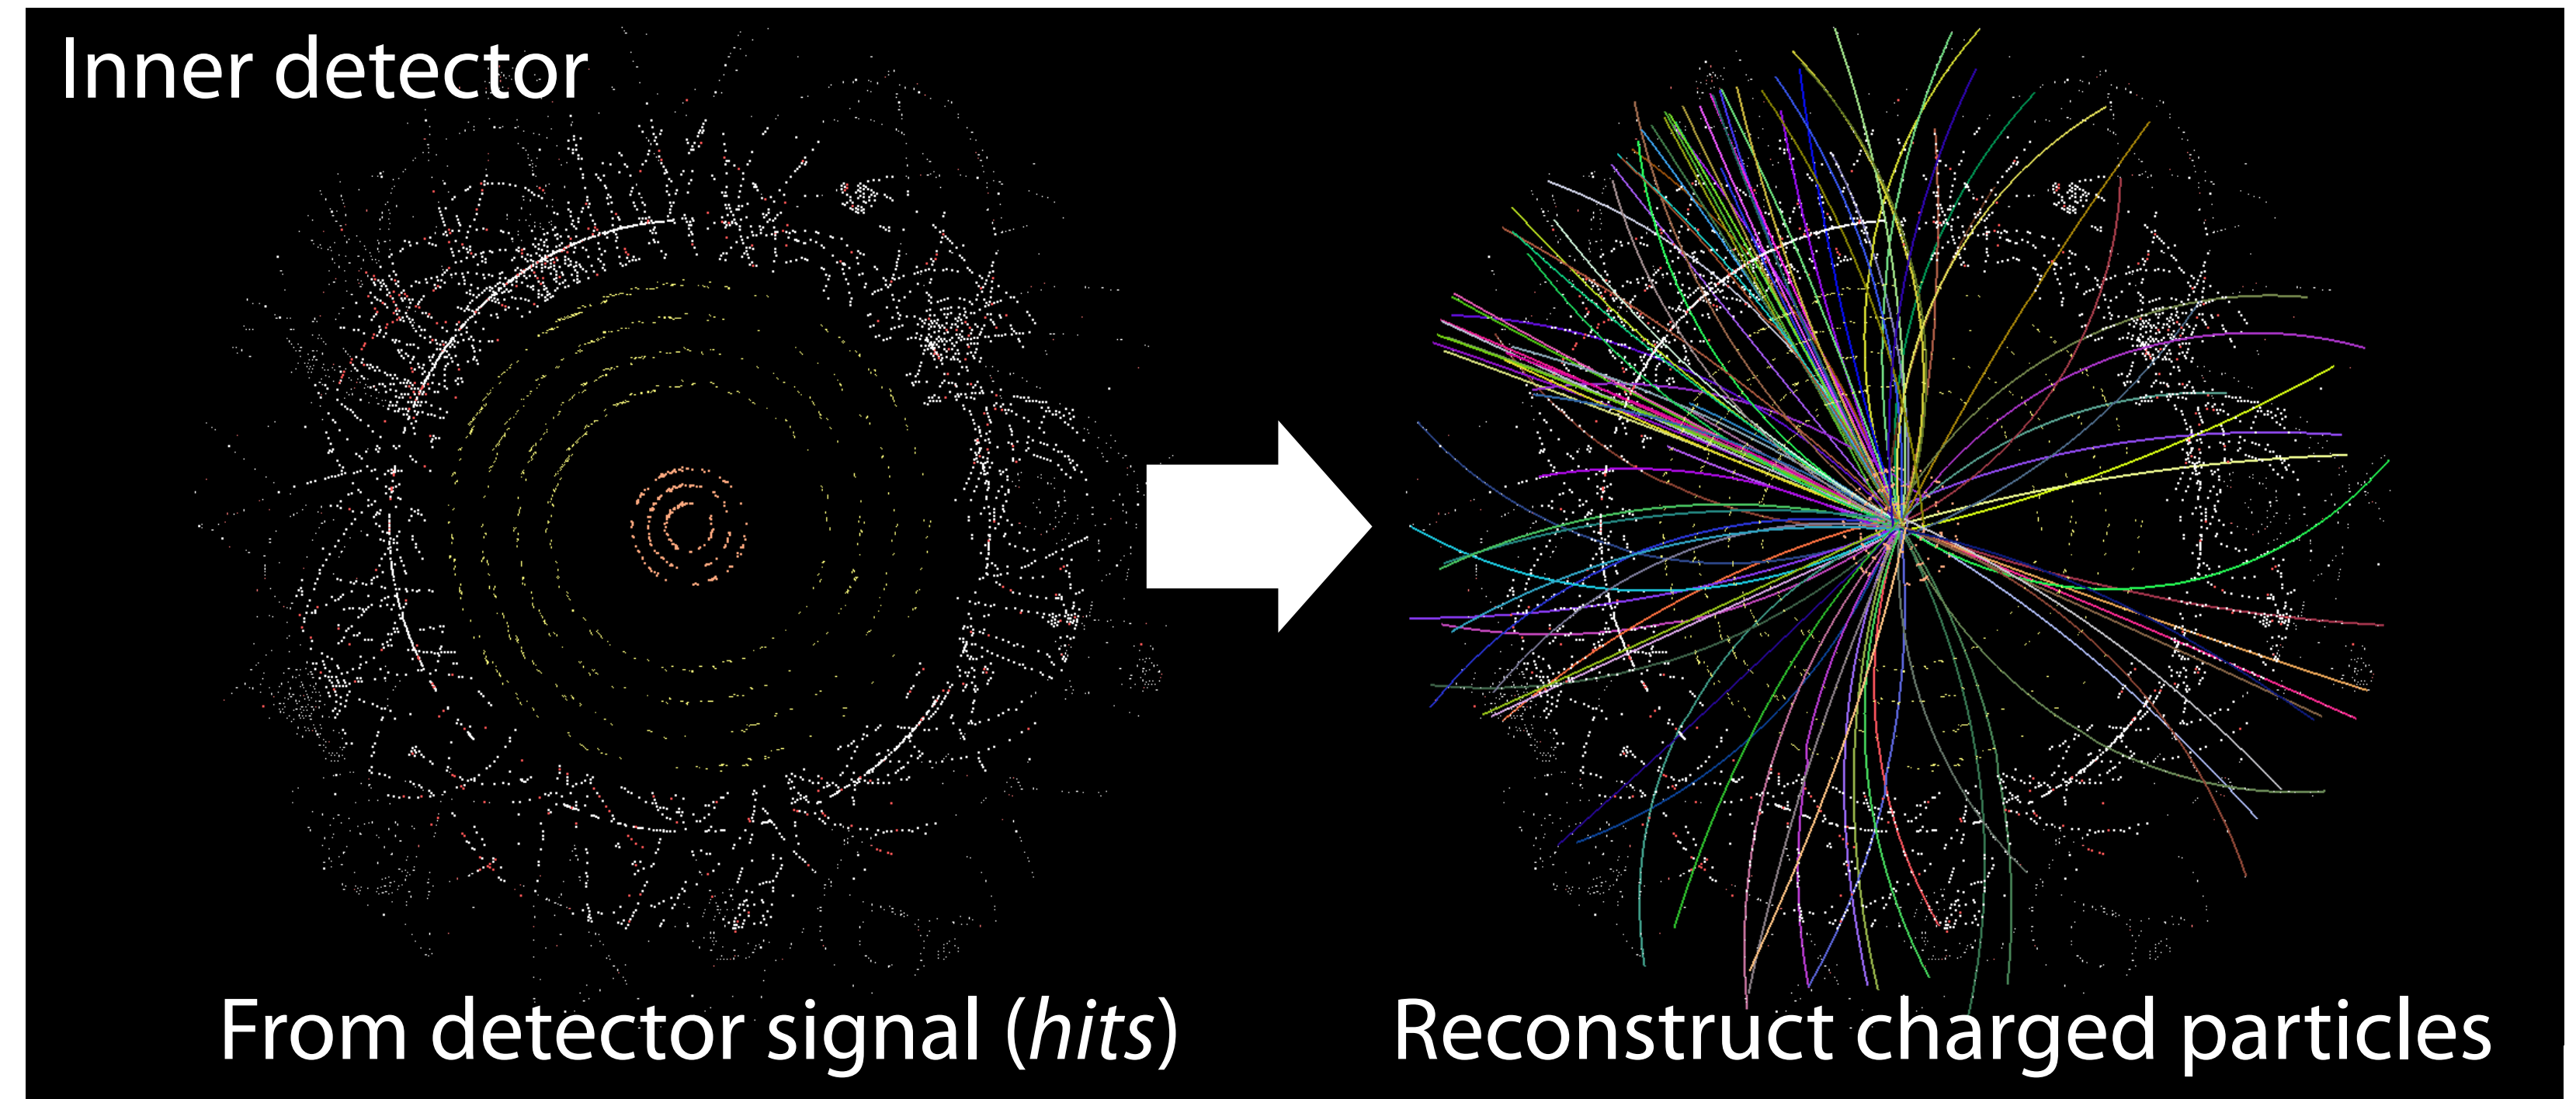 Inner detector
From detector signal (hits)
Reconstruct charged particles